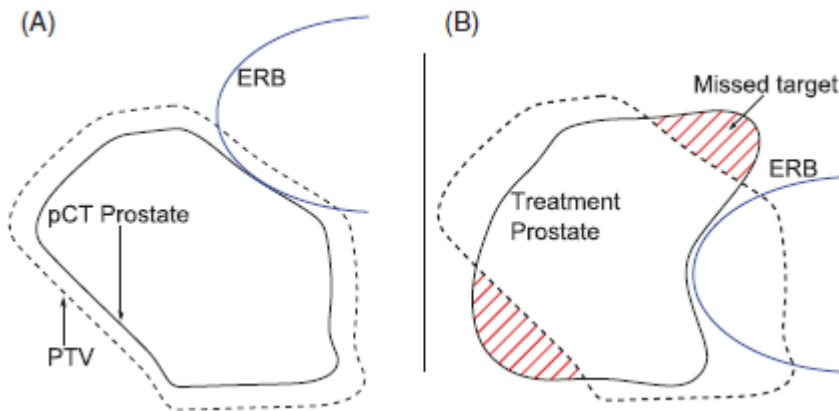 (A)
ERB
pCT Prostate
PTV
(B)
Missed target
ERB
Treatment
Prostate